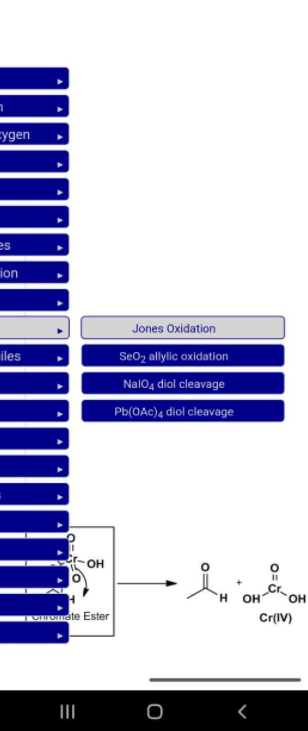 n
ygen
es
ion
Jones Oxidation
iles
SeO2 allylic oxidation
NaIO4 diol cleavage
Pb(OAc)4 diol cleavage
s
O
Cr OH
O
H
Chromate Ester
O
H
+
O
Cr
OH OH
Cr(IV)